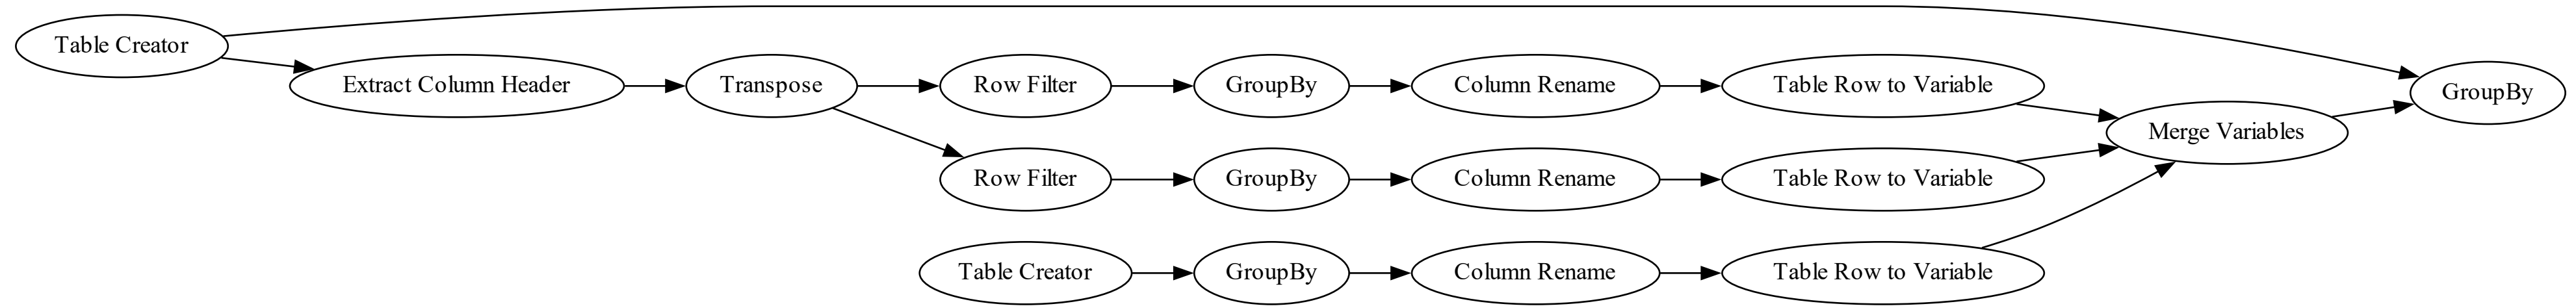 Table Creator
Extract Column Header
Transpose
Row Filter
GroupBy
Column Rename
Table Row to Variable
GroupBy
Merge Variables
Row Filter
GroupBy
Column Rename
Table Row to Variable
Table Creator
GroupBy
Column Rename
Table Row to Variable